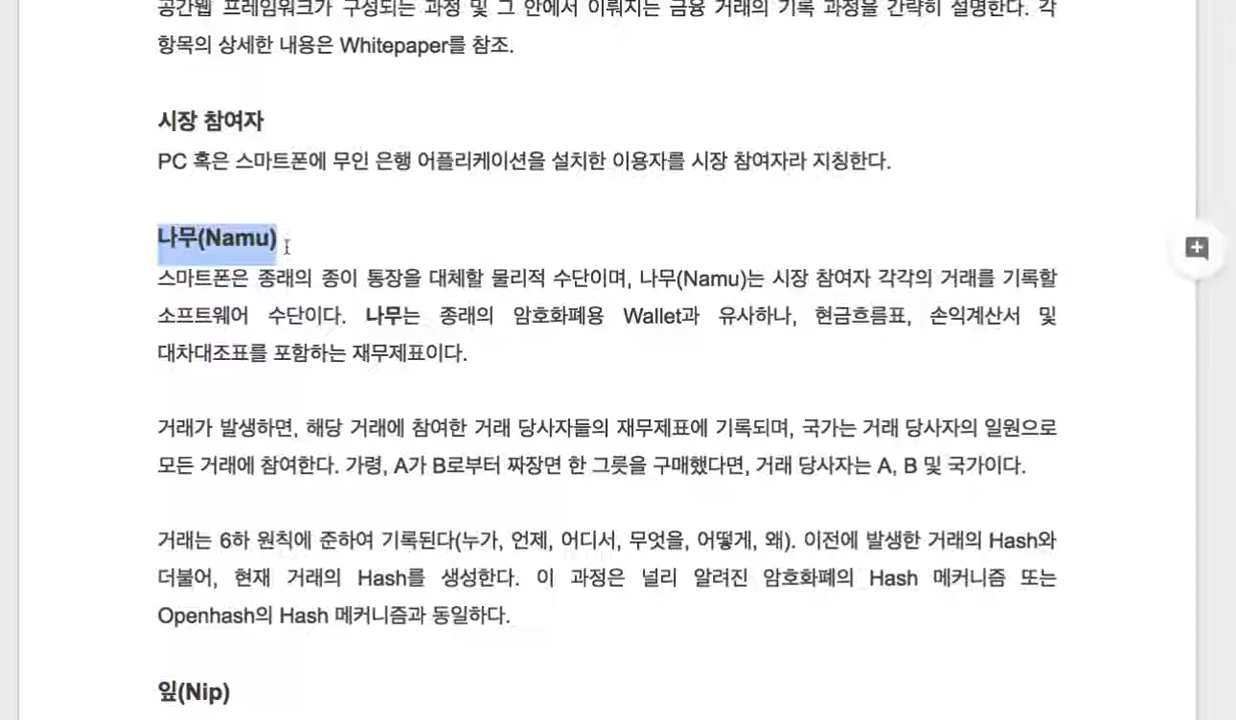 공간웹 프레임워크가 구성되는 과정 및 그 안에서 이뤄지는 금융 거래의 기록 과정을 간략히 설명한다. 각
항목의 상세한 내용은 Whitepaper를 참조.
시장 참여자
PC 혹은 스마트폰에 무인 은행 어플리케이션을 설치한 이용자를 시장 참여자라 지칭한다.
나무(Namu)
스마트폰은 종래의 종이 통장을 대체할 물리적 수단이며, 나무(Namu)는 시장 참여자 각각의 거래를 기록할
소프트웨어 수단이다. 나무는 종래의 암호화폐용 Wallet과 유사하나, 현금흐름표, 손익계산서 및
대차대조표를 포함하는 재무제표이다.
거래가 발생하면, 해당 거래에 참여한 거래 당사자들의 재무제표에 기록되며, 국가는 거래 당사자의 일원으로
모든 거래에 참여한다. 가령, A가 B로부터 짜장면 한 그릇을 구매했다면, 거래 당사자는 A, B 및 국가이다.
거래는 6하 원칙에 준하여 기록된다(누가, 언제, 어디서, 무엇을, 어떻게, 왜). 이전에 발생한 거래의 Hash와
더불어, 현재 거래의 Hash를 생성한다. 이 과정은 널리 알려진 암호화폐의 Hash 메커니즘 또는
Openhash의 Hash 메커니즘과 동일하다.
잎(Nip)